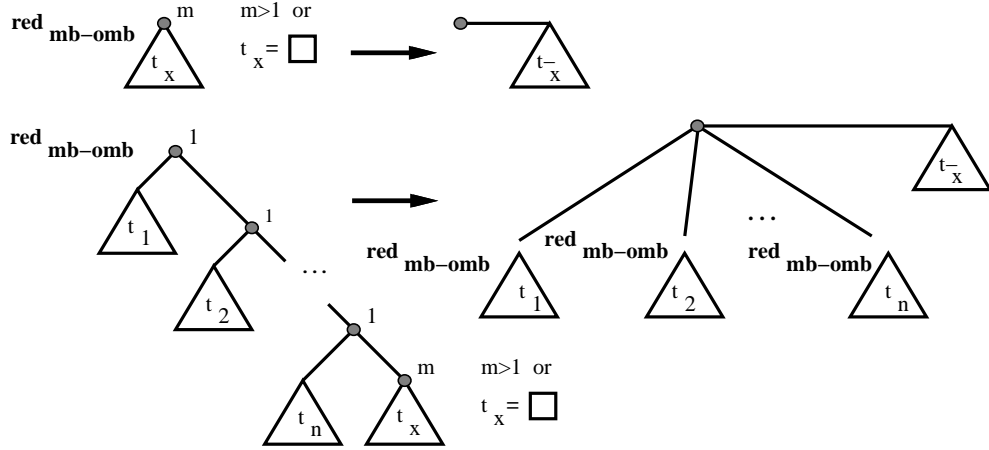 red mb−omb m m>1 or
t x t x = t− x
red mb−omb 1
t− x
t 1 1
...
red mb−omb red mb−omb red mb−omb
...
t 2 t 1 t 2 t n
1
m m>1 or
t n t x t x =